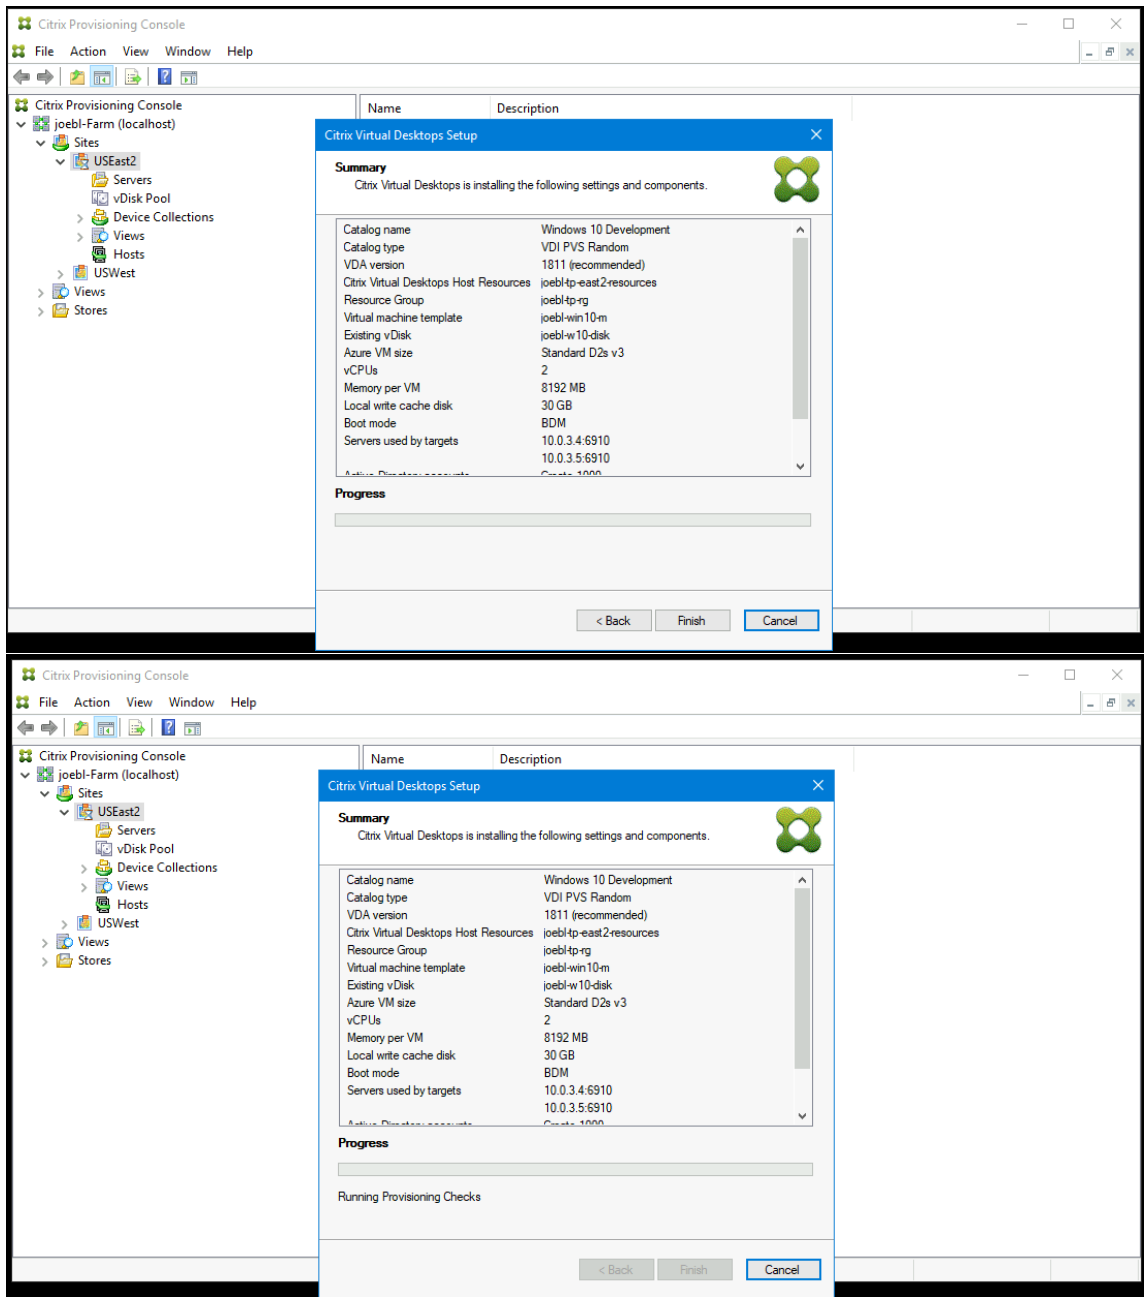 Citrix Provisioning Console
File Action View Window Help
Citrix Provisioning Console
joebl-Farm (localhost)
Sites
USEast2
Servers
vDisk Pool
Device Collections
Views
Hosts
USWest
Views
Stores
Name Description
Citrix Virtual Desktops Setup
Summary
Citrix Virtual Desktops is installing the following settings and components.
Catalog name Windows 10 Development
Catalog type VDI PVS Random
VDA version 1811 (recommended)
Citrix Virtual Desktops Host Resources joebl-tp-east2-resources
Resource Group joebl-tp-rg
Virtual machine template joebl-win10-m
Existing vDisk joebl-w10-disk
Azure VM size Standard D2s v3
vCPUs 2
Memory per VM 8192 MB
Local write cache disk 30 GB
Boot mode BDM
Servers used by targets 10.0.3.4:6910
10.0.3.5:6910
Active Directory accounts Create 1000
Progress
< Back Finish Cancel
Citrix Provisioning Console
File Action View Window Help
Citrix Provisioning Console
joebl-Farm (localhost)
Sites
USEast2
Servers
vDisk Pool
Device Collections
Views
Hosts
USWest
Views
Stores
Name Description
Citrix Virtual Desktops Setup
Summary
Citrix Virtual Desktops is installing the following settings and components.
Catalog name Windows 10 Development
Catalog type VDI PVS Random
VDA version 1811 (recommended)
Citrix Virtual Desktops Host Resources joebl-tp-east2-resources
Resource Group joebl-tp-rg
Virtual machine template joebl-win10-m
Existing vDisk joebl-w10-disk
Azure VM size Standard D2s v3
vCPUs 2
Memory per VM 8192 MB
Local write cache disk 30 GB
Boot mode BDM
Servers used by targets 10.0.3.4:6910
10.0.3.5:6910
Active Directory accounts Create 1000
Progress
Running Provisioning Checks
< Back Finish Cancel